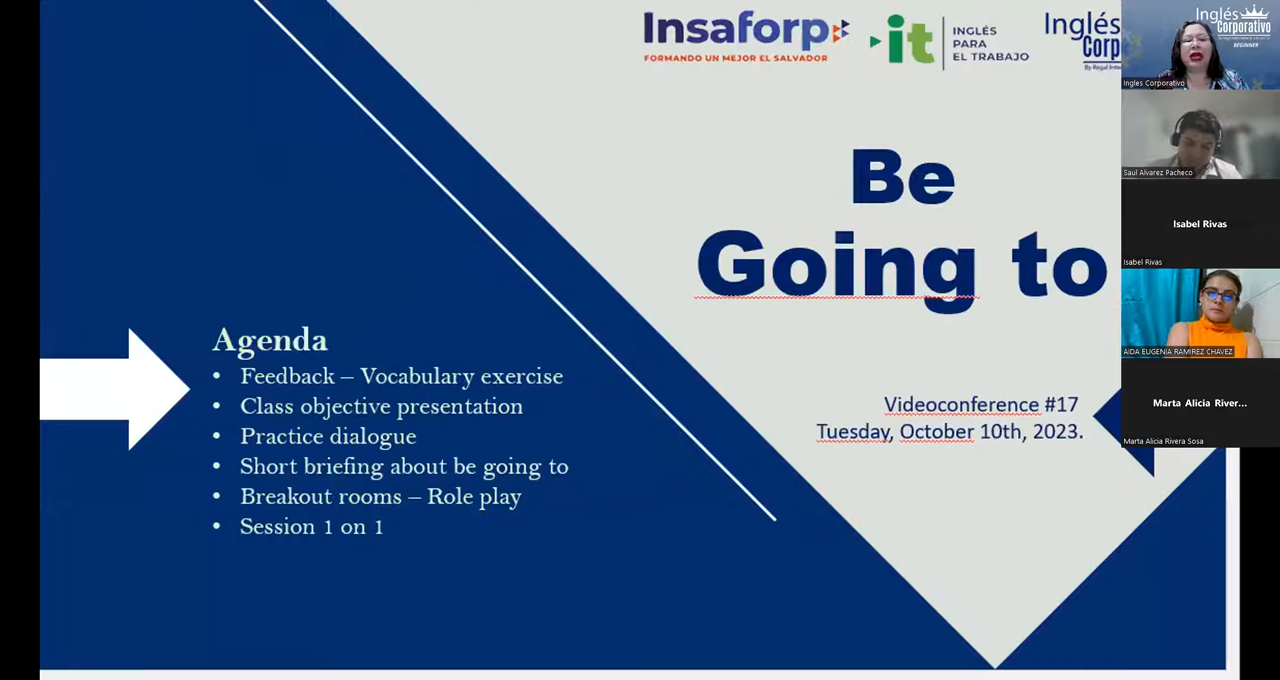 Insaforp
FORMANDO UN MEJOR EL SALVADOR
it
INGLÉS
PARA
EL TRABAJO
Inglés
Corp
Be
Going to
Videoconference #17
Tuesday, October 10th, 2023.
Agenda
• Feedback – Vocabulary exercise
• Class objective presentation
• Practice dialogue
• Short briefing about be going to
• Breakout rooms – Role play
• Session 1 on 1
Inglés
Corporativo
BEGINNER
Ingles Corporativo
Saul Alvarez Pacheco
Isabel Rivas
Isabel Rivas
AIDA EUGENIA RAMIREZ CHAVEZ
Marta Alicia River...
Marta Alicia Rivera Sosa